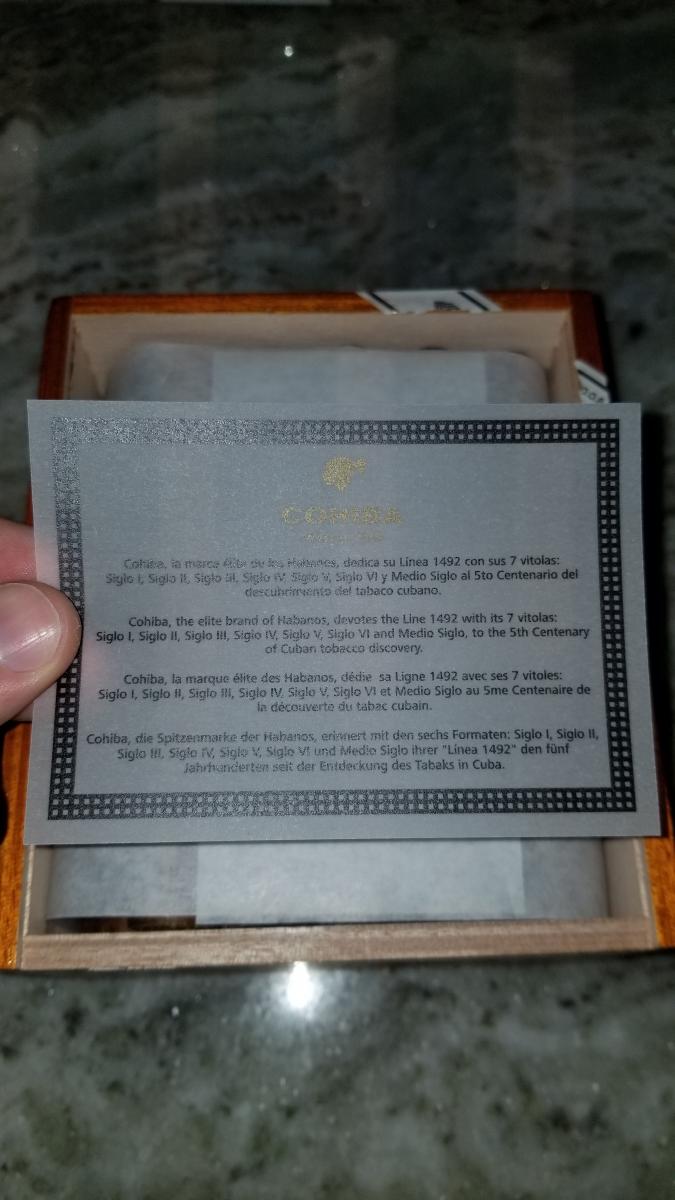 COHIBA
Cohiba, la marca élite de los Habanos, dedica su Línea 1492 con sus 7 vitolas:
Siglo I, Siglo II, Siglo III, Siglo IV, Siglo V, Siglo VI y Medio Siglo al 5to Centenario del
descubrimiento del tabaco cubano.
Cohiba, the elite brand of Habanos, devotes the Line 1492 with its 7 vitolas:
Siglo I, Siglo II, Siglo III, Siglo IV, Siglo V, Siglo VI and Medio Siglo, to the 5th Centenary
of Cuban tobacco discovery.
Cohiba, la marque élite des Habanos, dédie sa Ligne 1492 avec ses 7 vitoles:
Siglo I, Siglo II, Siglo III, Siglo IV, Siglo V, Siglo VI et Medio Siglo au 5me Centenaire de
la découverte du tabac cubain.
Cohiba, die Spitzenmarke der Habanos, erinnert mit den sechs Formaten: Siglo I, Siglo II,
Siglo III, Siglo IV, Siglo V, Siglo VI und Medio Siglo ihrer "Línea 1492" den fünf
Jahrhunderten seit der Entdeckung des Tabaks in Cuba.